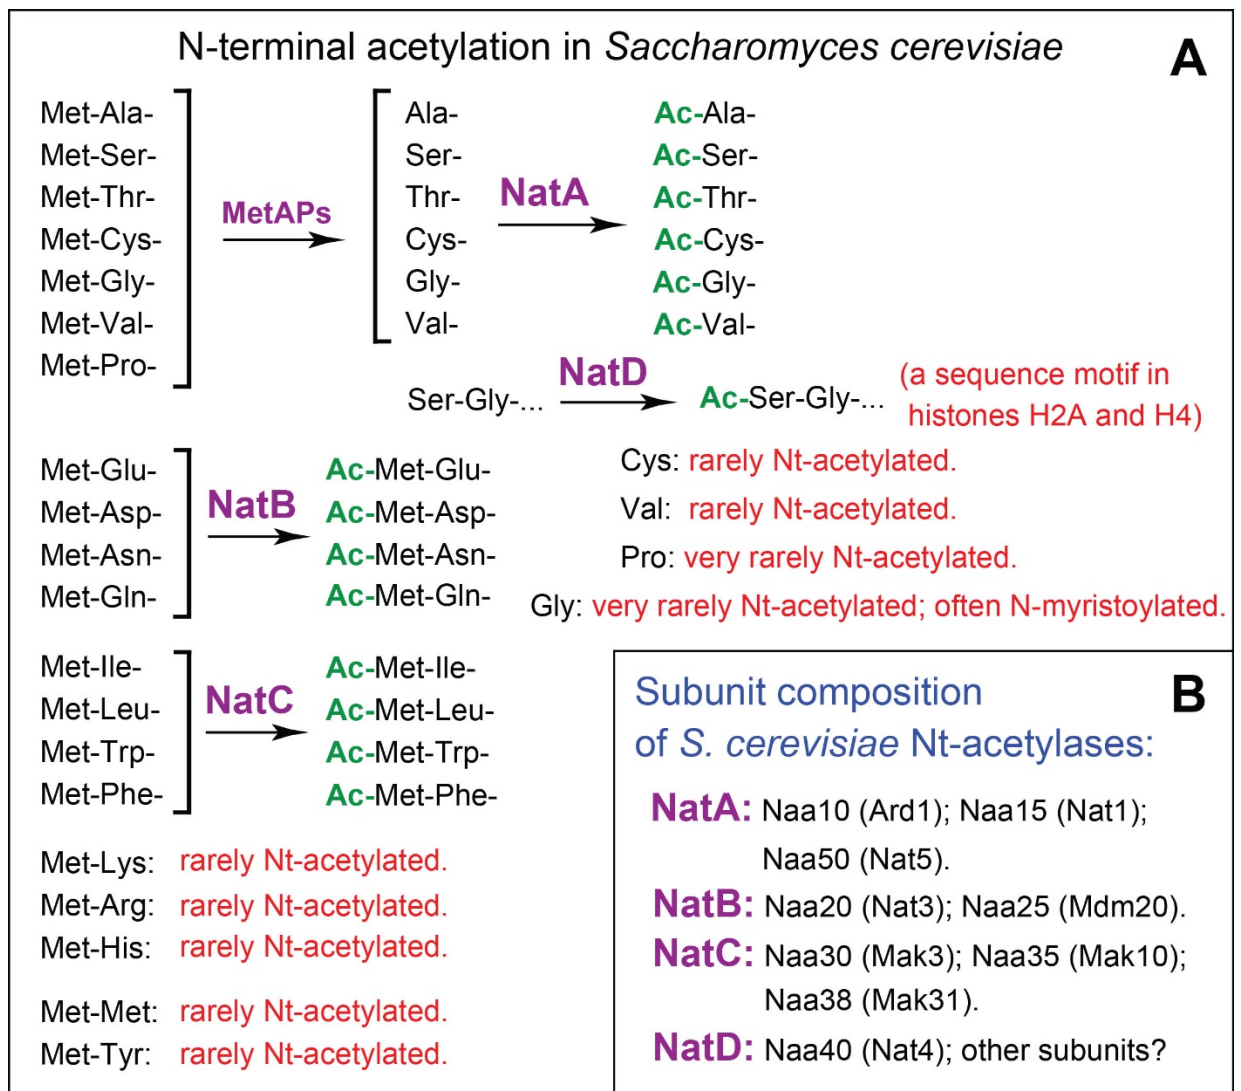 N-terminal acetylation in Saccharomyces cerevisiae
A
Met-Ala-
Met-Ser-
Met-Thr-
Met-Cys-
Met-Gly-
Met-Val-
Met-Pro-
MetAPs
Ala-
Ser-
Thr-
Cys-
Gly-
Val-
NatA
Ac-Ala-
Ac-Ser-
Ac-Thr-
Ac-Cys-
Ac-Gly-
Ac-Val-
Ser-Gly-...
NatD
Ac-Ser-Gly-...
(a sequence motif in
histones H2A and H4)
Met-Glu-
Met-Asp-
Met-Asn-
Met-Gln-
NatB
Ac-Met-Glu-
Ac-Met-Asp-
Ac-Met-Asn-
Ac-Met-Gln-
Cys: rarely Nt-acetylated.
Val: rarely Nt-acetylated.
Pro: very rarely Nt-acetylated.
Gly: very rarely Nt-acetylated; often N-myristoylated.
Met-Ile-
Met-Leu-
Met-Trp-
Met-Phe-
NatC
Ac-Met-Ile-
Ac-Met-Leu-
Ac-Met-Trp-
Ac-Met-Phe-
Met-Lys: rarely Nt-acetylated.
Met-Arg: rarely Nt-acetylated.
Met-His: rarely Nt-acetylated.
Met-Met: rarely Nt-acetylated.
Met-Tyr: rarely Nt-acetylated.
B
Subunit composition
of S. cerevisiae Nt-acetylases:
NatA: Naa10 (Ard1); Naa15 (Nat1);
Naa50 (Nat5).
NatB: Naa20 (Nat3); Naa25 (Mdm20).
NatC: Naa30 (Mak3); Naa35 (Mak10);
Naa38 (Mak31).
NatD: Naa40 (Nat4); other subunits?